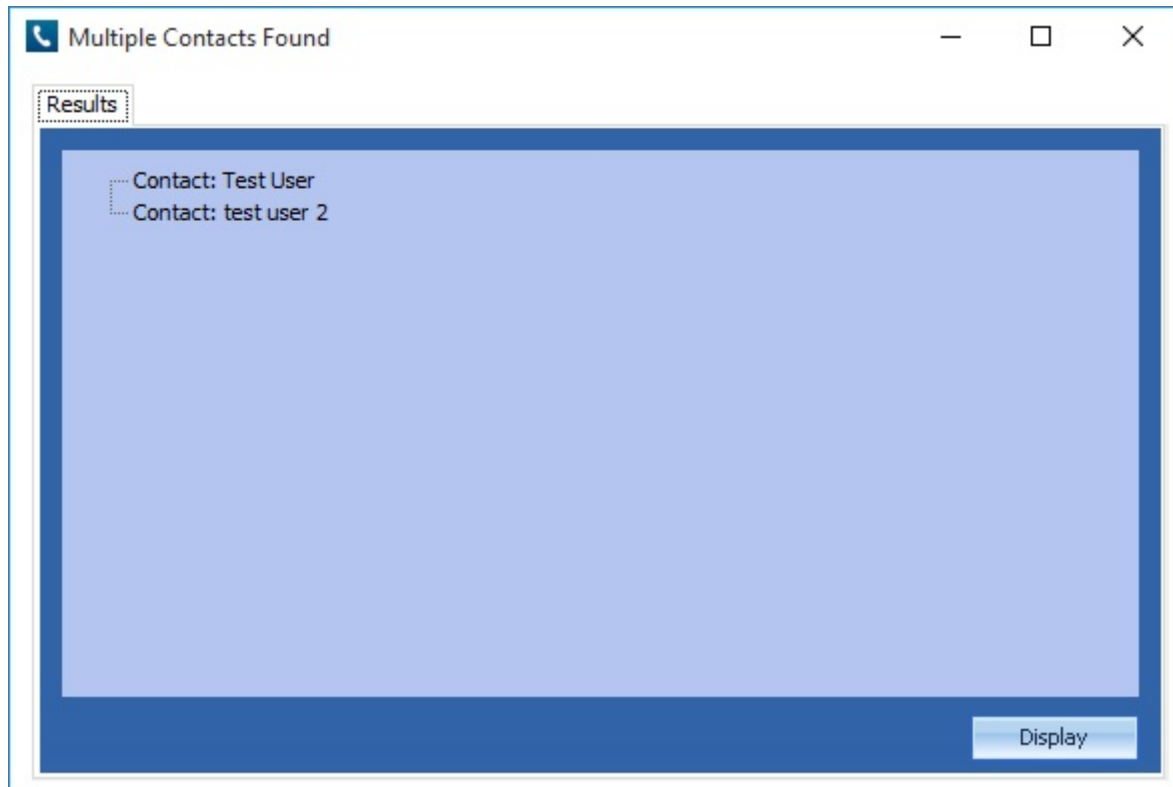 Multiple Contacts Found
Results
Contact: Test User
Contact: test user 2
Display